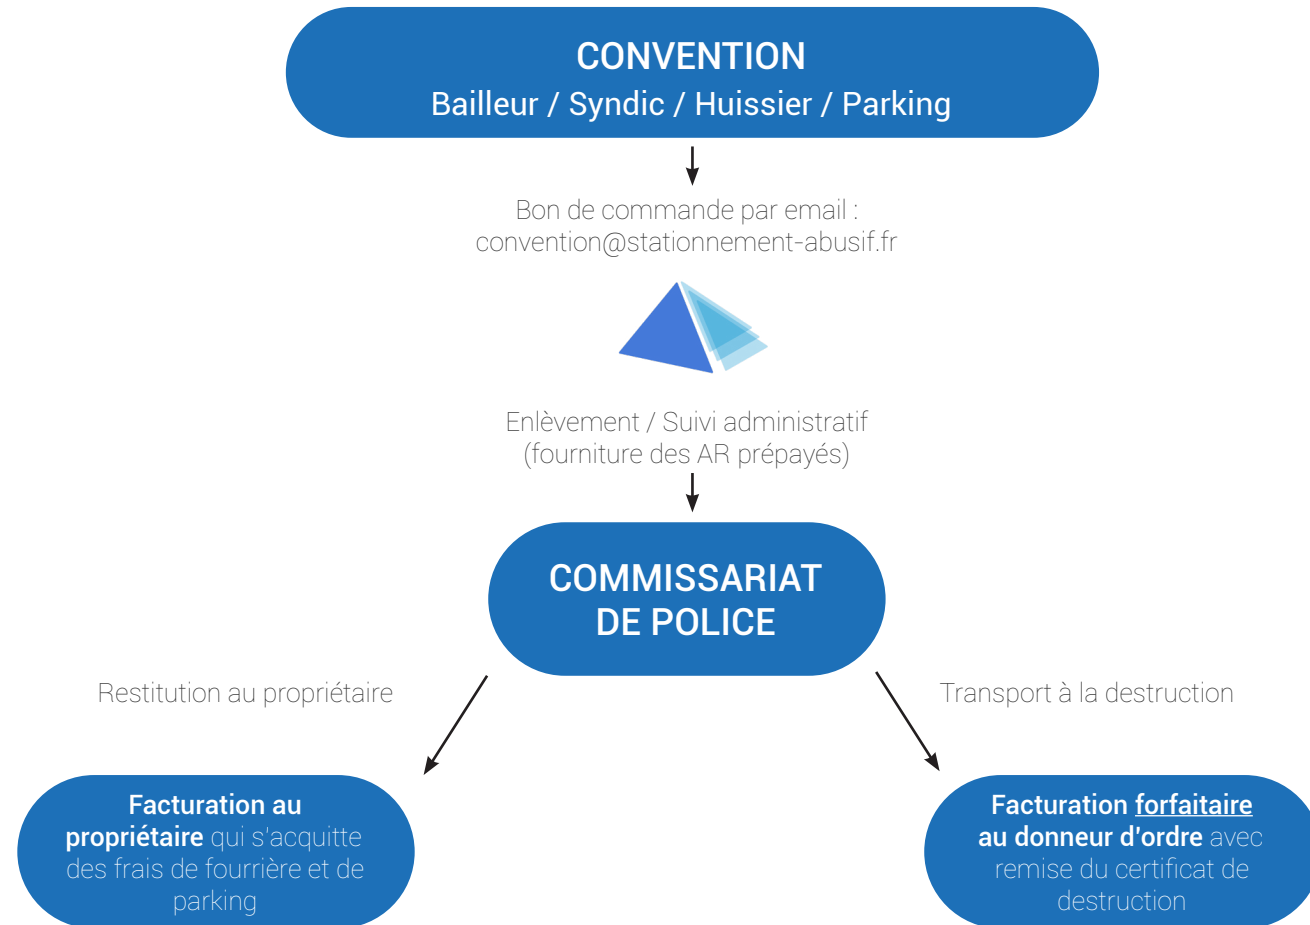 CONVENTION
Bailleur / Syndic / Huissier / Parking
Bon de commande par email :
convention@stationnement-abusif.fr
Enlèvement / Suivi administratif
(fourniture des AR prépayés)
COMMISSARIAT
DE POLICE
Restitution au propriétaire
Transport à la destruction
Facturation au
propriétaire qui s'acquitte
des frais de fourrière et de
parking
Facturation forfaitaire
au donneur d'ordre avec
remise du certificat de
destruction